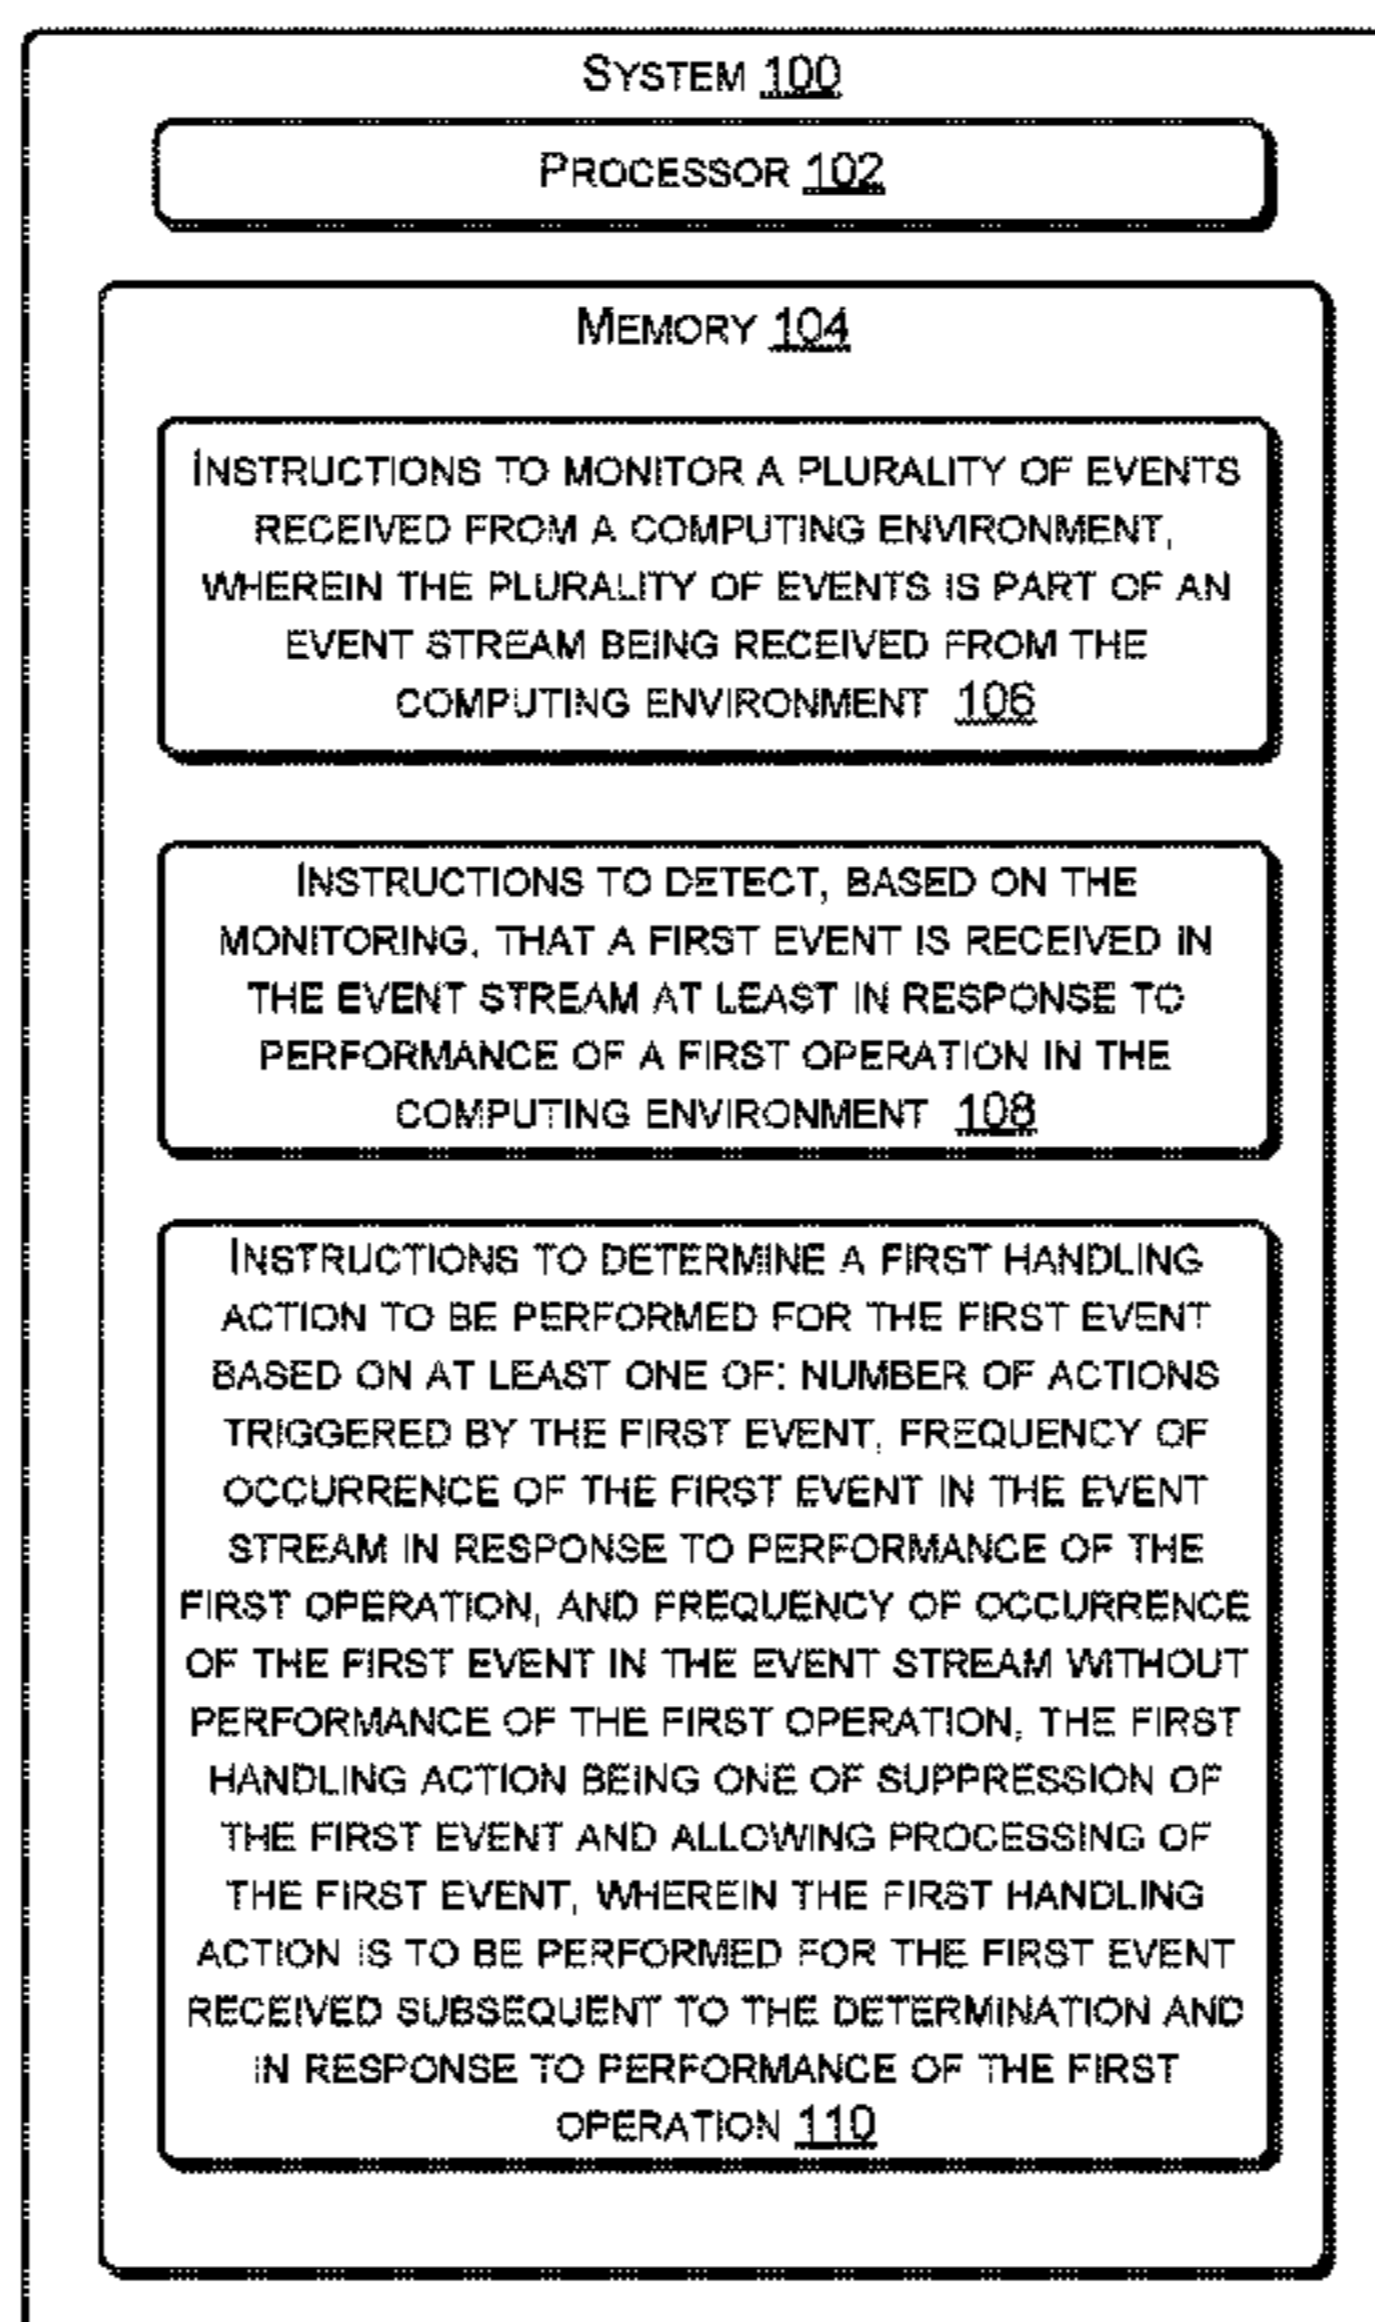 SYSTEM 100
PROCESSOR 102
MEMORY 104
INSTRUCTIONS TO MONITOR A PLURALITY OF EVENTS
RECEIVED FROM A COMPUTING ENVIRONMENT,
WHEREIN THE PLURALITY OF EVENTS IS PART OF AN
EVENT STREAM BEING RECEIVED FROM THE
COMPUTING ENVIRONMENT 106
INSTRUCTIONS TO DETECT, BASED ON THE
MONITORING, THAT A FIRST EVENT IS RECEIVED IN
THE EVENT STREAM AT LEAST IN RESPONSE TO
PERFORMANCE OF A FIRST OPERATION IN THE
COMPUTING ENVIRONMENT 108
INSTRUCTIONS TO DETERMINE A FIRST HANDLING
ACTION TO BE PERFORMED FOR THE FIRST EVENT
BASED ON AT LEAST ONE OF: NUMBER OF ACTIONS
TRIGGERED BY THE FIRST EVENT, FREQUENCY OF
OCCURRENCE OF THE FIRST EVENT IN THE EVENT
STREAM IN RESPONSE TO PERFORMANCE OF THE
FIRST OPERATION, AND FREQUENCY OF OCCURRENCE
OF THE FIRST EVENT IN THE EVENT STREAM WITHOUT
PERFORMANCE OF THE FIRST OPERATION, THE FIRST
HANDLING ACTION BEING ONE OF SUPPRESSION OF
THE FIRST EVENT AND ALLOWING PROCESSING OF
THE FIRST EVENT, WHEREIN THE FIRST HANDLING
ACTION IS TO BE PERFORMED FOR THE FIRST EVENT
RECEIVED SUBSEQUENT TO THE DETERMINATION AND
IN RESPONSE TO PERFORMANCE OF THE FIRST
OPERATION 110